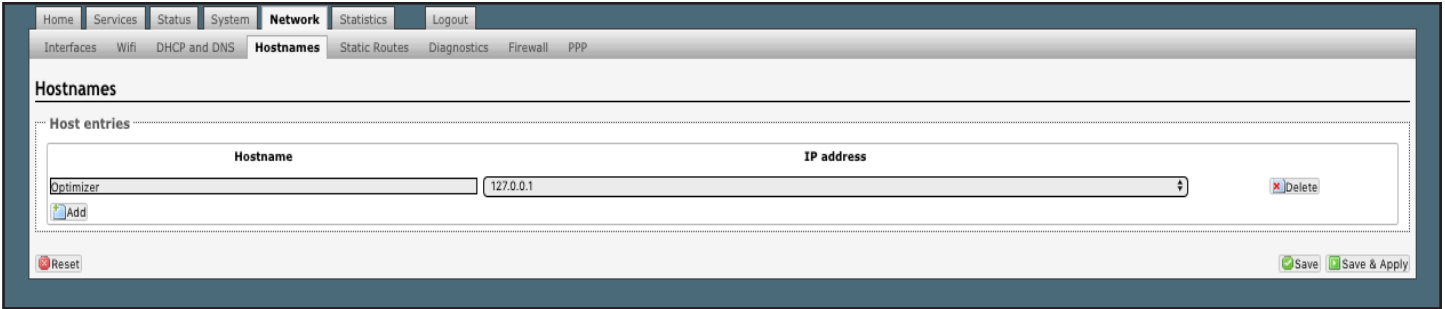 Home Services Status System Network Statistics Logout
Interfaces Wifi DHCP and DNS Hostnames Static Routes Diagnostics Firewall PPP
Hostnames
Host entries
Hostname IP address
Optimizer 127.0.0.1 Delete
Add
Reset Save Save & Apply